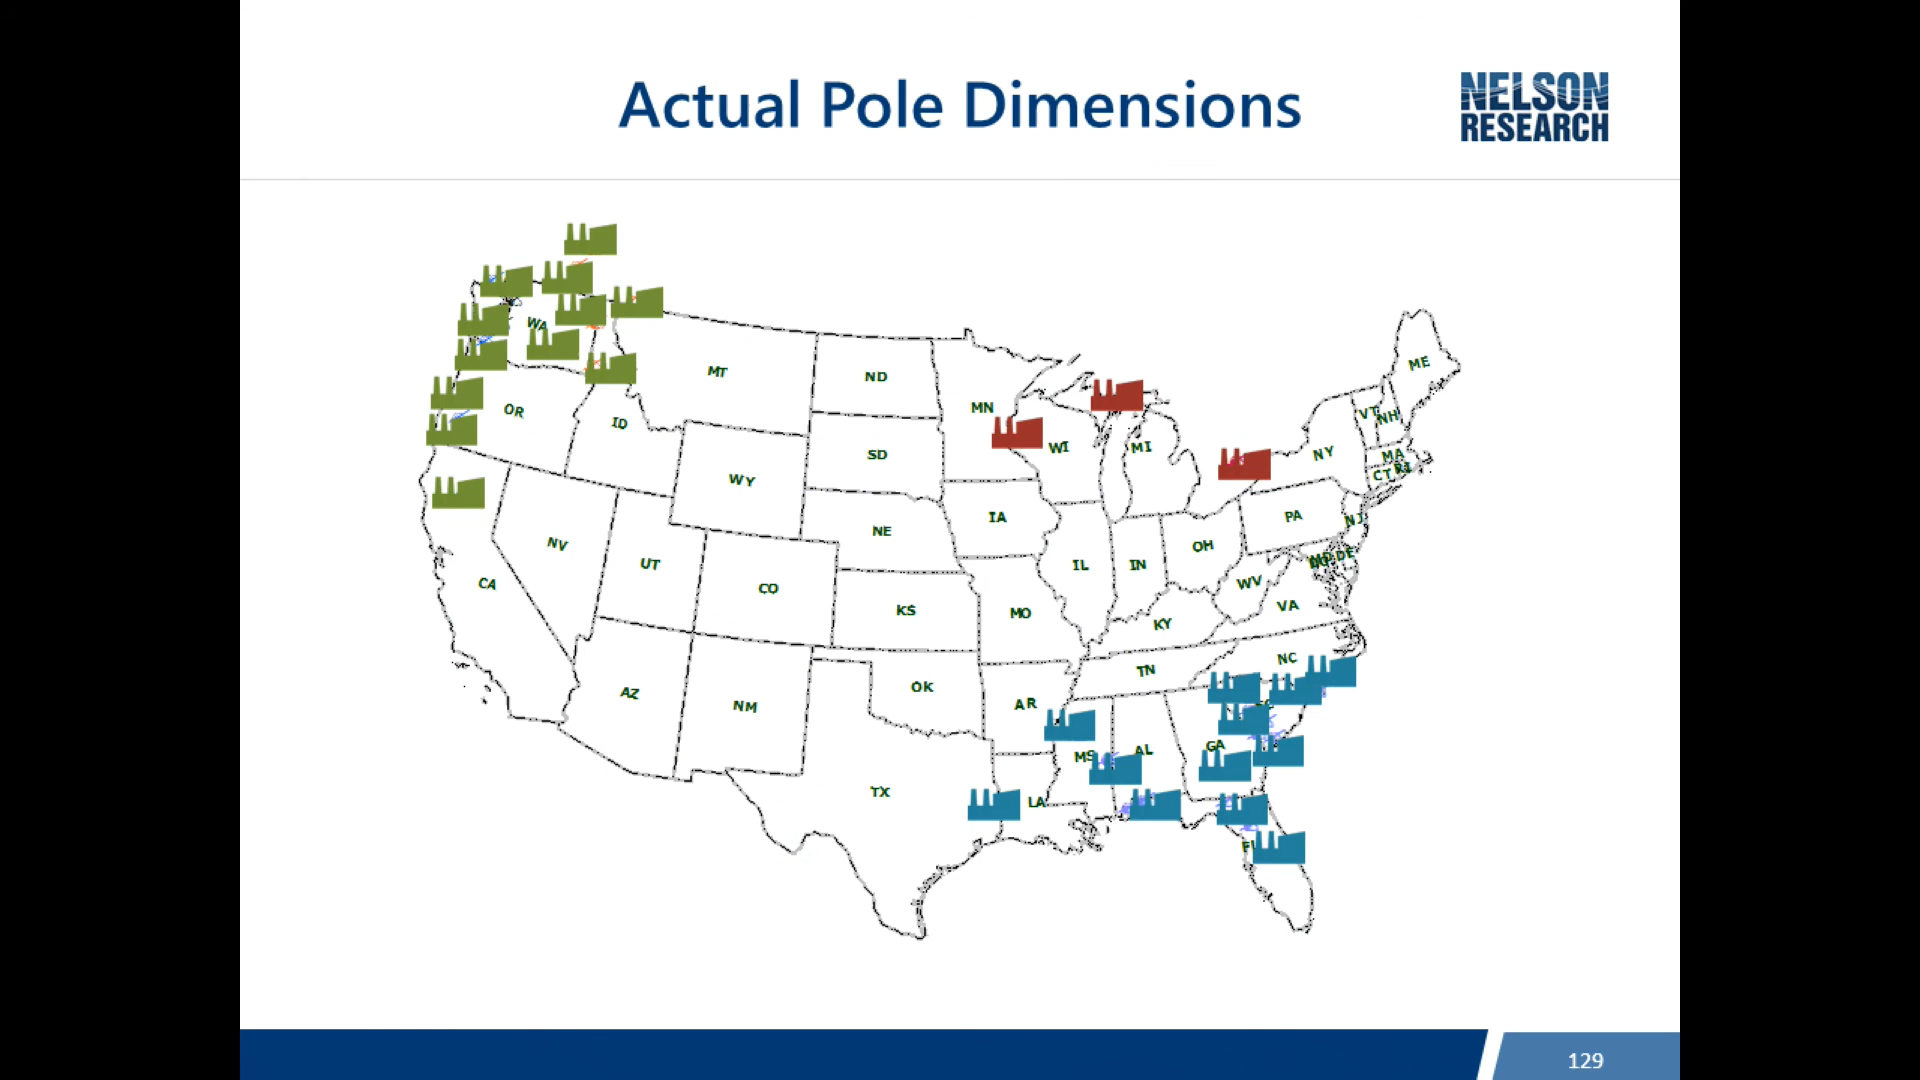 Actual Pole Dimensions
NELSON
RESEARCH
WA
MT
ND
MN
OR
ID
SD
WI
MI
ME
VT
NH
NY
MA
CT
RI
WY
NE
IA
PA
NJ
NV
UT
CO
IL
IN
OH
MD
DE
CA
KS
MO
WV
VA
KY
AZ
NM
OK
AR
TN
NC
TX
LA
MS
AL
GA
129